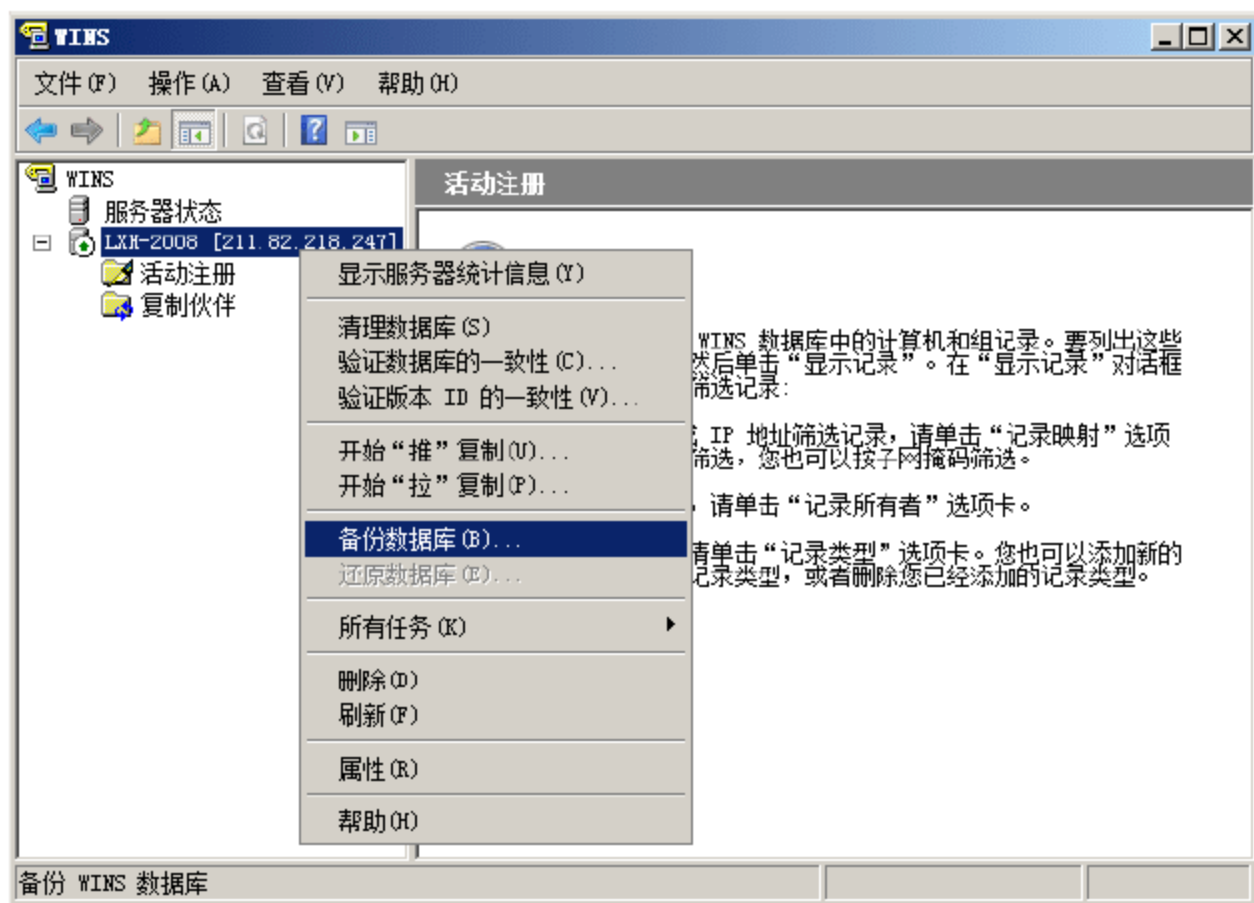 WINS
文件(F) 操作(A) 查看(V) 帮助(H)
WINS
服务器状态
LXH-2008 [211.82.218.247]
活动注册
复制伙伴
活动注册
显示服务器统计信息(Y)
清理数据库(S)
验证数据库的一致性(C)...
验证版本 ID 的一致性(V)...
开始“推”复制(U)...
开始“拉”复制(P)...
备份数据库(B)...
还原数据库(E)...
所有任务(K)
删除(D)
刷新(F)
属性(R)
帮助(H)
WINS 数据库中的计算机和组记录。要列出这些
然后单击“显示记录”。在“显示记录”对话框
筛选记录:
IP 地址筛选记录，请单击“记录映射”选项
筛选，您也可以按子网掩码筛选。
，请单击“记录所有者”选项卡。
请单击“记录类型”选项卡。您也可以添加新的
记录类型，或者删除您已经添加的记录类型。
备份 WINS 数据库